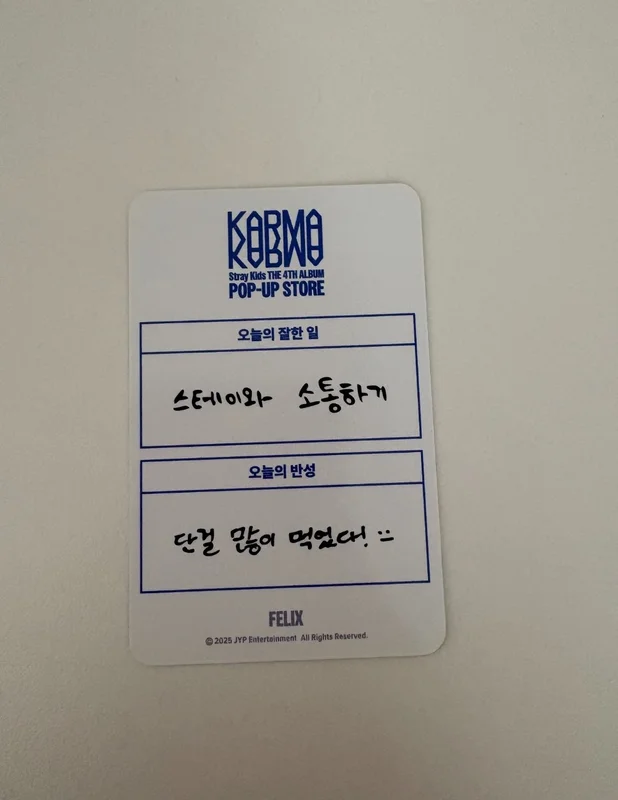 KARMA
Stray Kids THE 4TH ALBUM
POP-UP STORE
오늘의 잘한 일
스테이와 소통하기
오늘의 반성
단걸 많이 먹었다! :=
FELIX
© 2025 JYP Entertainment All Rights Reserved.